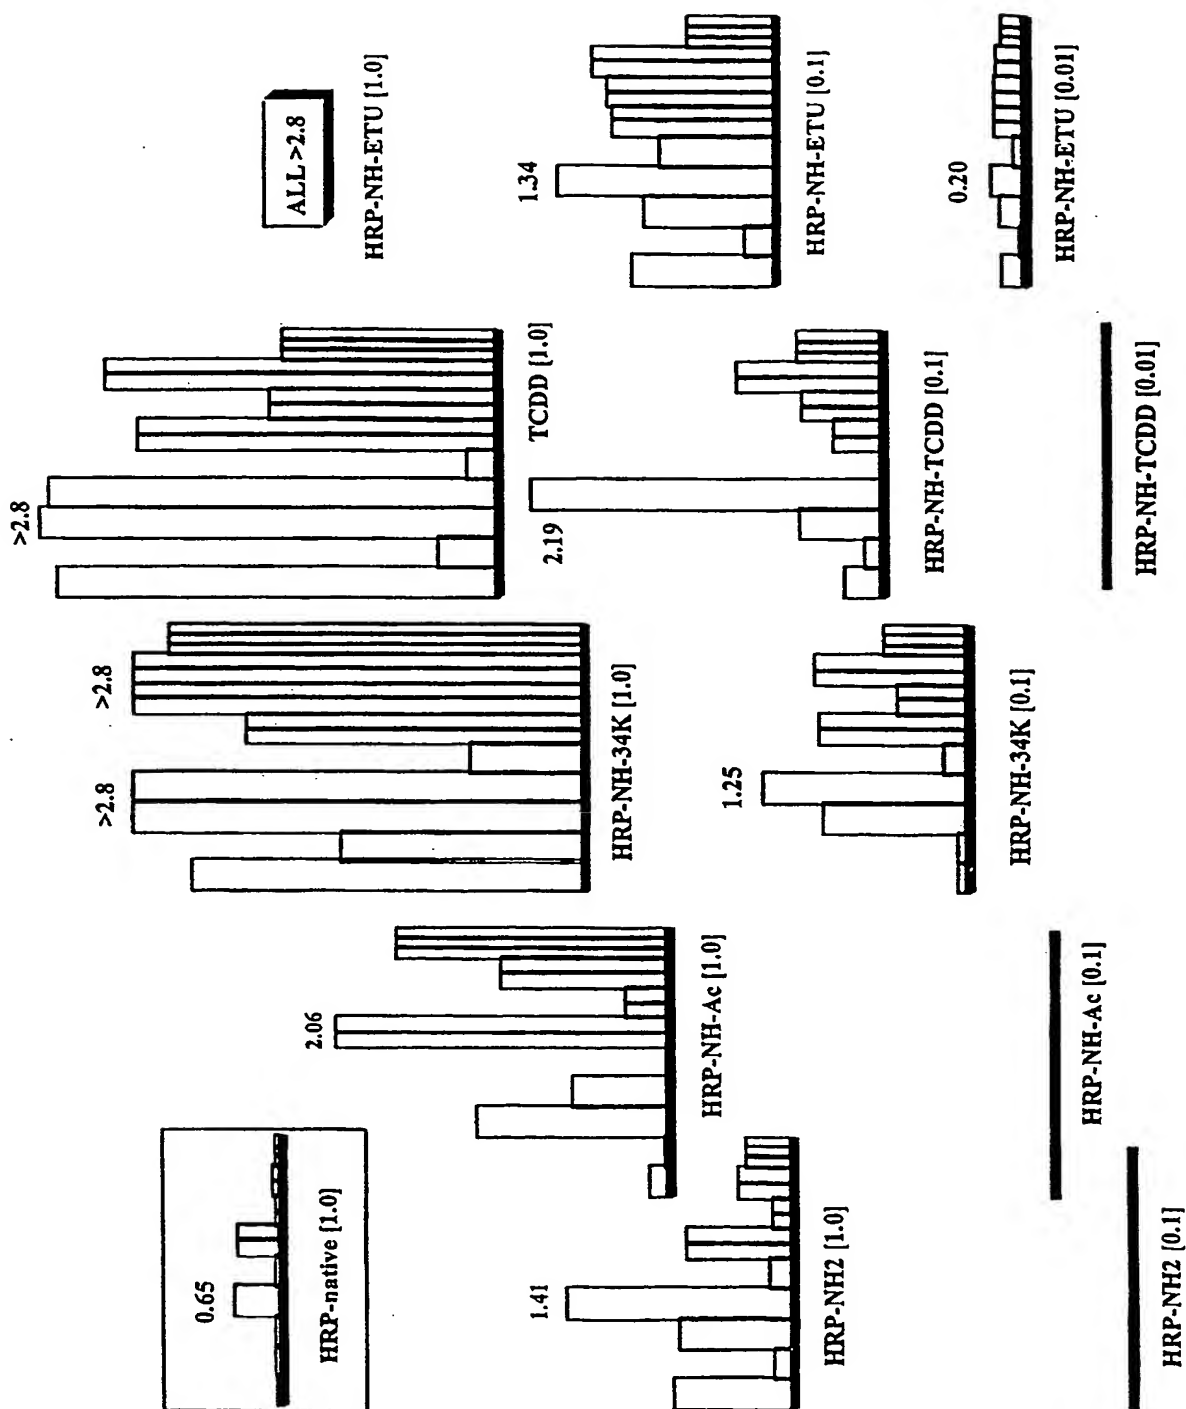 0.65
HRP-native [1.0]
1.41
HRP-NH2 [1.0]
HRP-NH2 [0.1]
2.06
HRP-NH-Ac [1.0]
HRP-NH-Ac [0.1]
>2.8
>2.8
HRP-NH-34K [1.0]
1.25
HRP-NH-34K [0.1]
>2.8
TCDD [1.0]
2.19
HRP-NH-TCDD [0.1]
HRP-NH-TCDD [0.01]
ALL >2.8
HRP-NH-ETU [1.0]
1.34
HRP-NH-ETU [0.1]
0.20
HRP-NH-ETU [0.01]